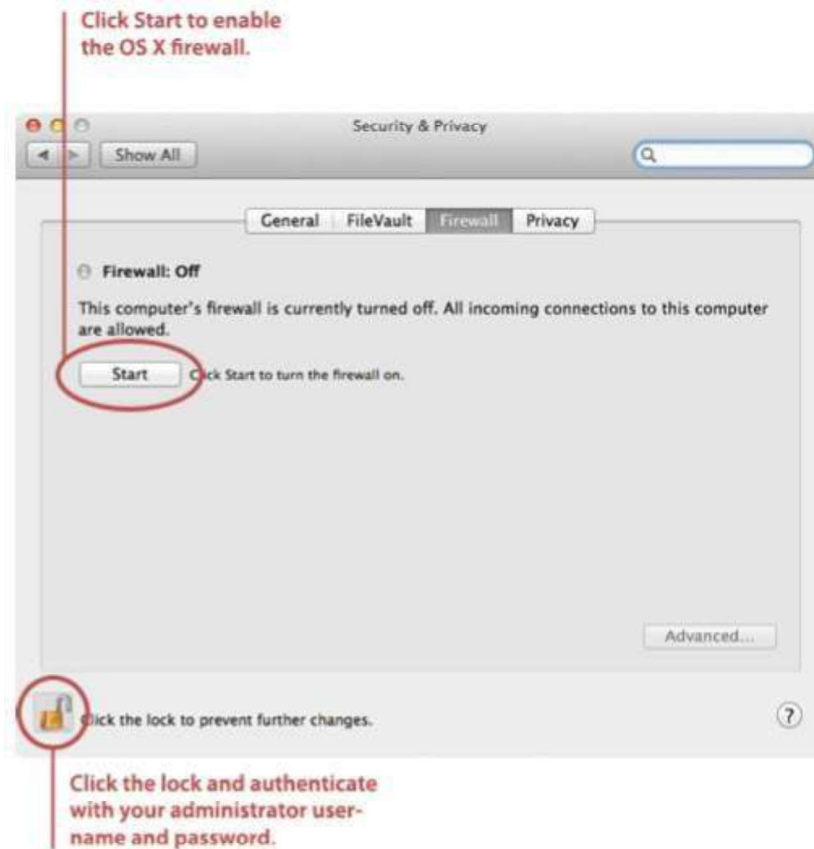 Click Start to enable
the OS X firewall.
Security & Privacy
Show All
General FileVault Firewall Privacy
Firewall: Off
This computer's firewall is currently turned off. All incoming connections to this computer
are allowed.
Start Click Start to turn the firewall on.
Advanced...
Click the lock to prevent further changes.
?
Click the lock and authenticate
with your administrator user-
name and password.